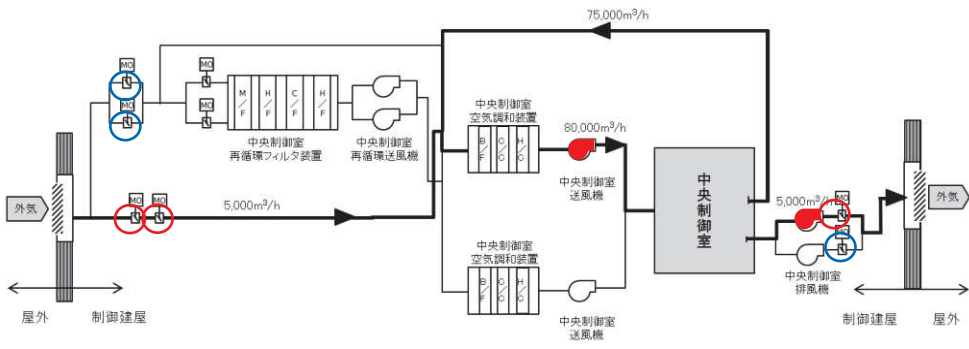 75,000m³/h
MO
MO
MO
MO
M/F
H/F
C/F
H/F
中央制御室
再循環フィルタ装置
中央制御室
再循環送風機
中央制御室
空気調和装置
B/F
C/C
H/C
80,000m³/h
中央制御室
送風機
外気
MO
MO
5,000m³/h
中央制御室
5,000m³/h
MO
MO
外気
中央制御室
排風機
中央制御室
空気調和装置
B/F
C/C
H/C
中央制御室
送風機
屋外
制御建屋
制御建屋
屋外